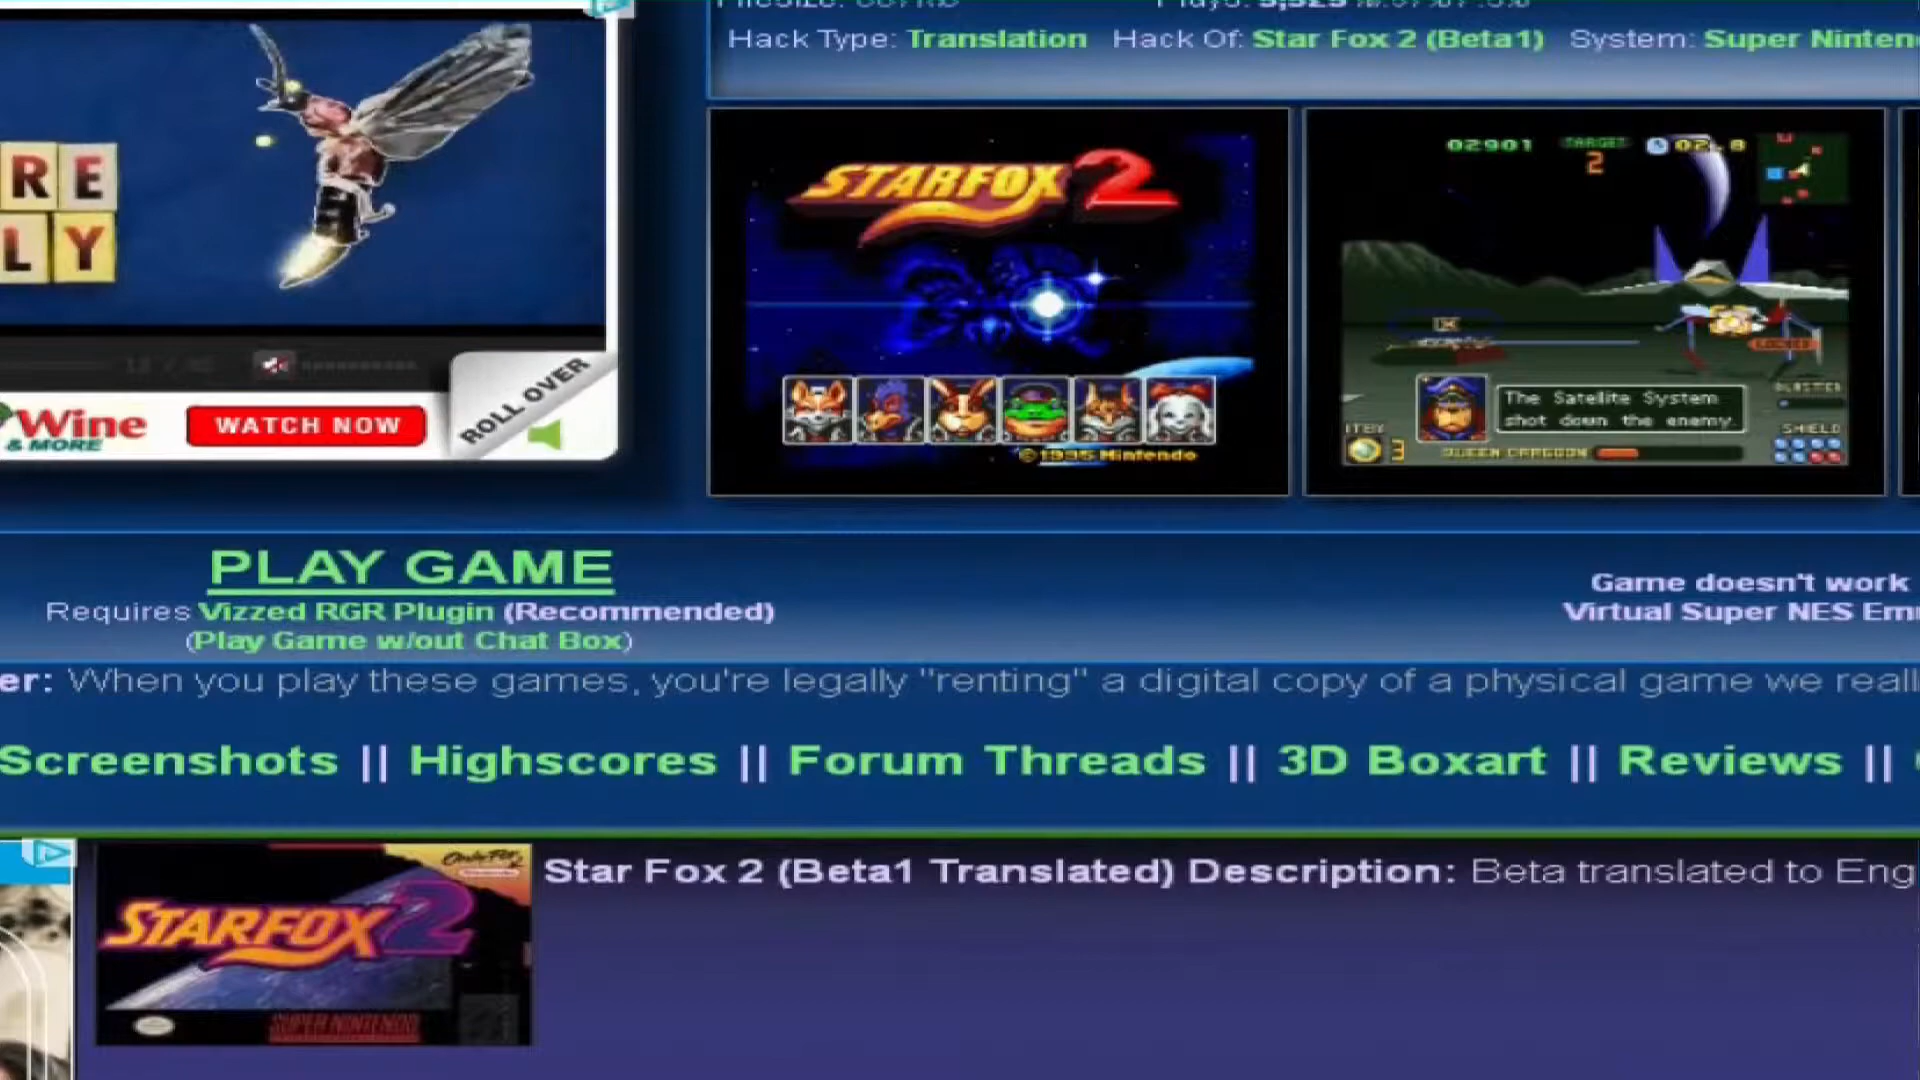 Hack Type: Translation Hack Of: Star Fox 2 (Beta1) System: Super Ninten
RE
LY
STARFOX 2
©1995 Nintendo
02901 TARGET
2
The Satellite System
shot down the enemy.
BLASTER
SHIELD
ITEM
3
LOCKED
Wine
& MORE
WATCH NOW
ROLL OVER
PLAY GAME
Requires Vizzed RGR Plugin (Recommended)
(Play Game w/out Chat Box)
Game doesn't work
Virtual Super NES Em
er: When you play these games, you're legally "renting" a digital copy of a physical game we reall
Screenshots || Highscores || Forum Threads || 3D Boxart || Reviews ||
STARFOX 2
SUPER NINTENDO
Star Fox 2 (Beta1 Translated) Description: Beta translated to Eng